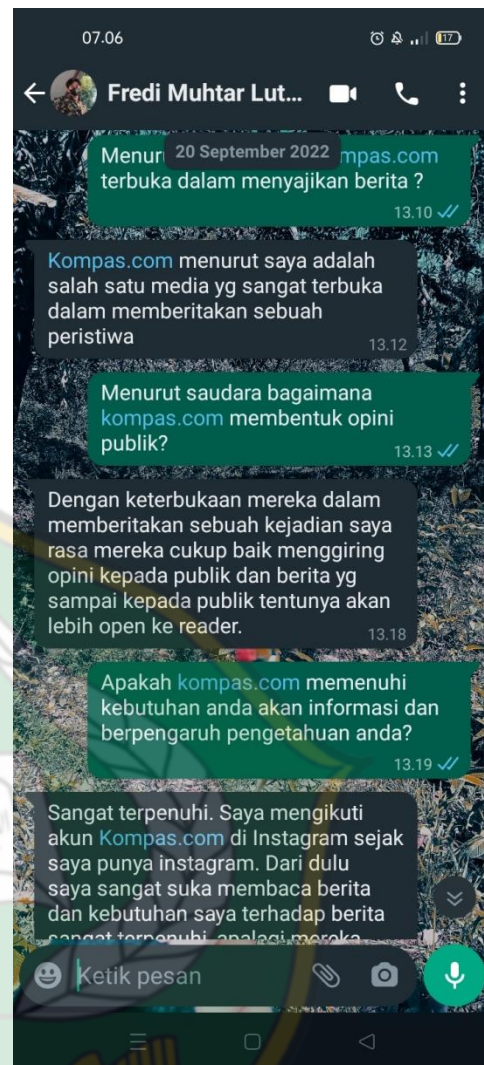 07.06
17
Fredi Muhtar Lut...
20 September 2022
Menuru mpas.com
terbuka dalam menyajikan berita ?
13.10
Kompas.com menurut saya adalah
salah satu media yg sangat terbuka
dalam memberitakan sebuah
peristiwa
13.12
Menurut saudara bagaimana
kompas.com membentuk opini
publik?
13.13
Dengan keterbukaan mereka dalam
memberitakan sebuah kejadian saya
rasa mereka cukup baik menggiring
opini kepada publik dan berita yg
sampai kepada publik tentunya akan
lebih open ke reader.
13.18
Apakah kompas.com memenuhi
kebutuhan anda akan informasi dan
berpengaruh pengetahuan anda?
13.19
Sangat terpenuhi. Saya mengikuti
akun Kompas.com di Instagram sejak
saya punya instagram. Dari dulu
saya sangat suka membaca berita
dan kebutuhan saya terhadap berita
sangat terpenuhi, apalagi mereka
Ketik pesan